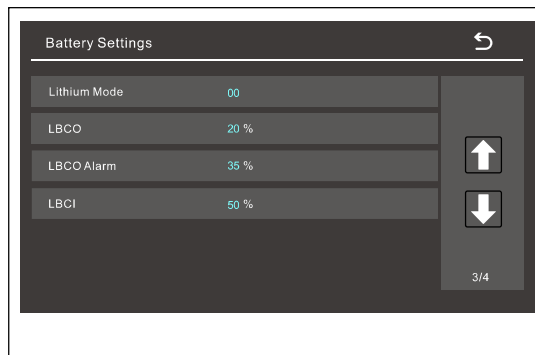 Battery Settings
Lithium Mode 00
LBCO 20 %
LBCO Alarm 35 %
LBCI 50 %
3/4